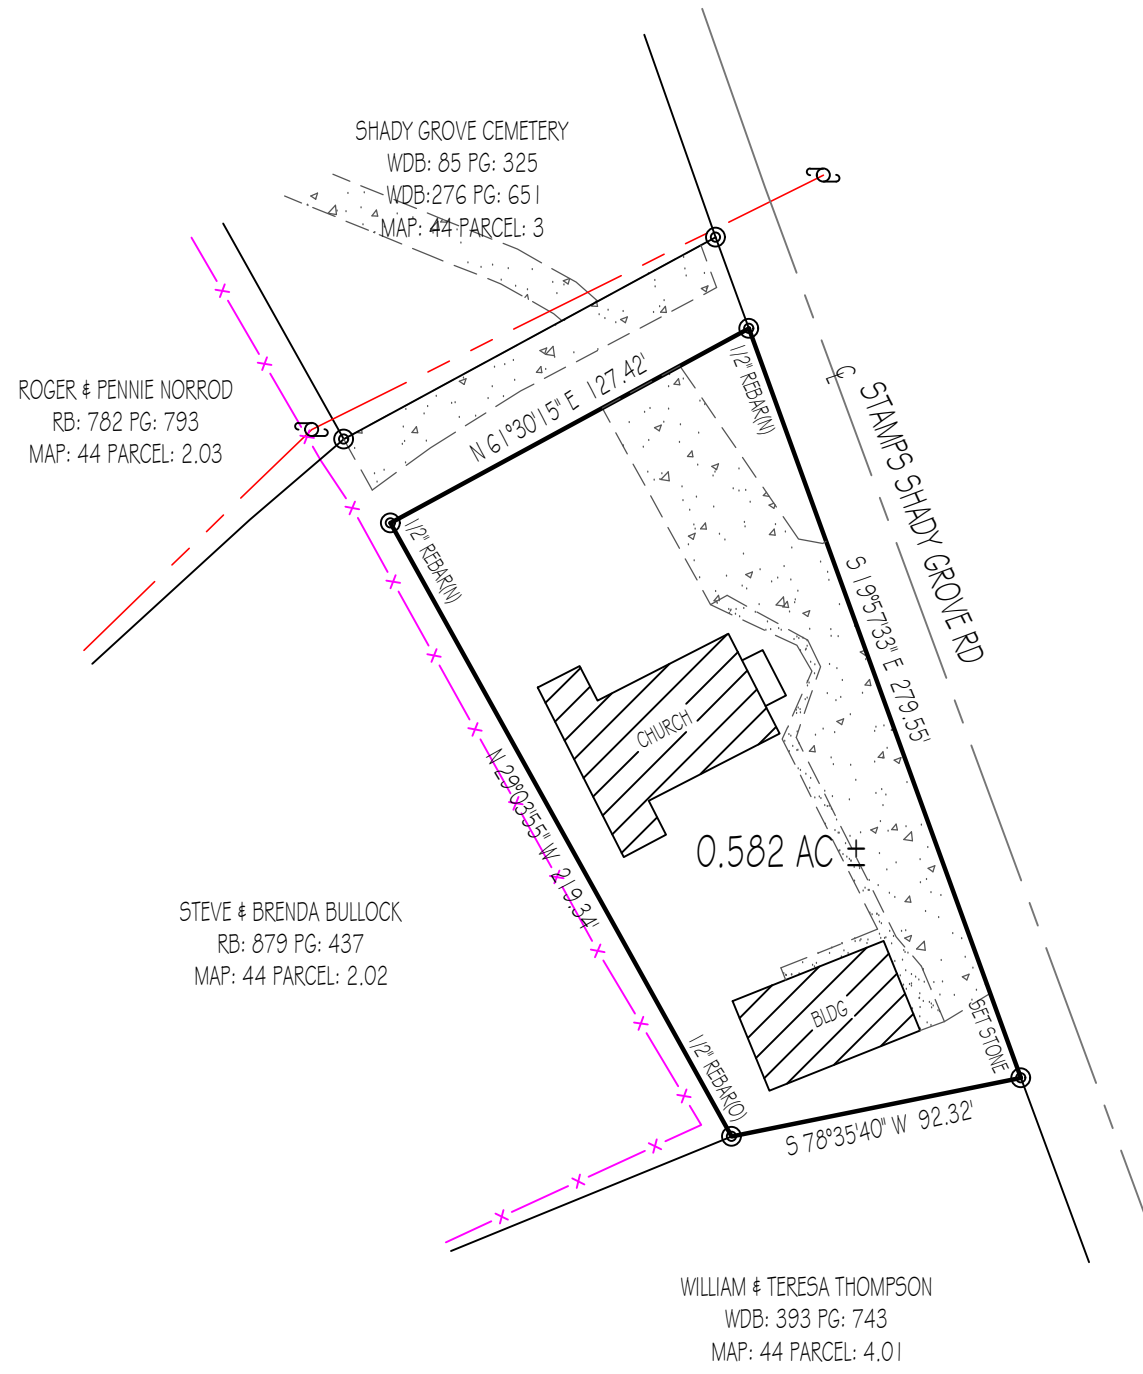 SHADY GROVE CEMETERY
WDB: 85 PG: 325
WDB:276 PG: 651
MAP: 44 PARCEL: 3
ROGER & PENNIE NORROD
RB: 782 PG: 793
MAP: 44 PARCEL: 2.03
N 61°30'15" E 127.42'
1/2" REBAR(N)
℄ STAMPS SHADY GROVE RD
1/2" REBAR(N)
S 19°57'33" E 279.55'
CHURCH
N 29°03'55" W 219.34'
0.582 AC ±
STEVE & BRENDA BULLOCK
RB: 879 PG: 437
MAP: 44 PARCEL: 2.02
BLDG
SET STONE
1/2" REBAR(O)
S 78°35'40" W 92.32'
WILLIAM & TERESA THOMPSON
WDB: 393 PG: 743
MAP: 44 PARCEL: 4.01